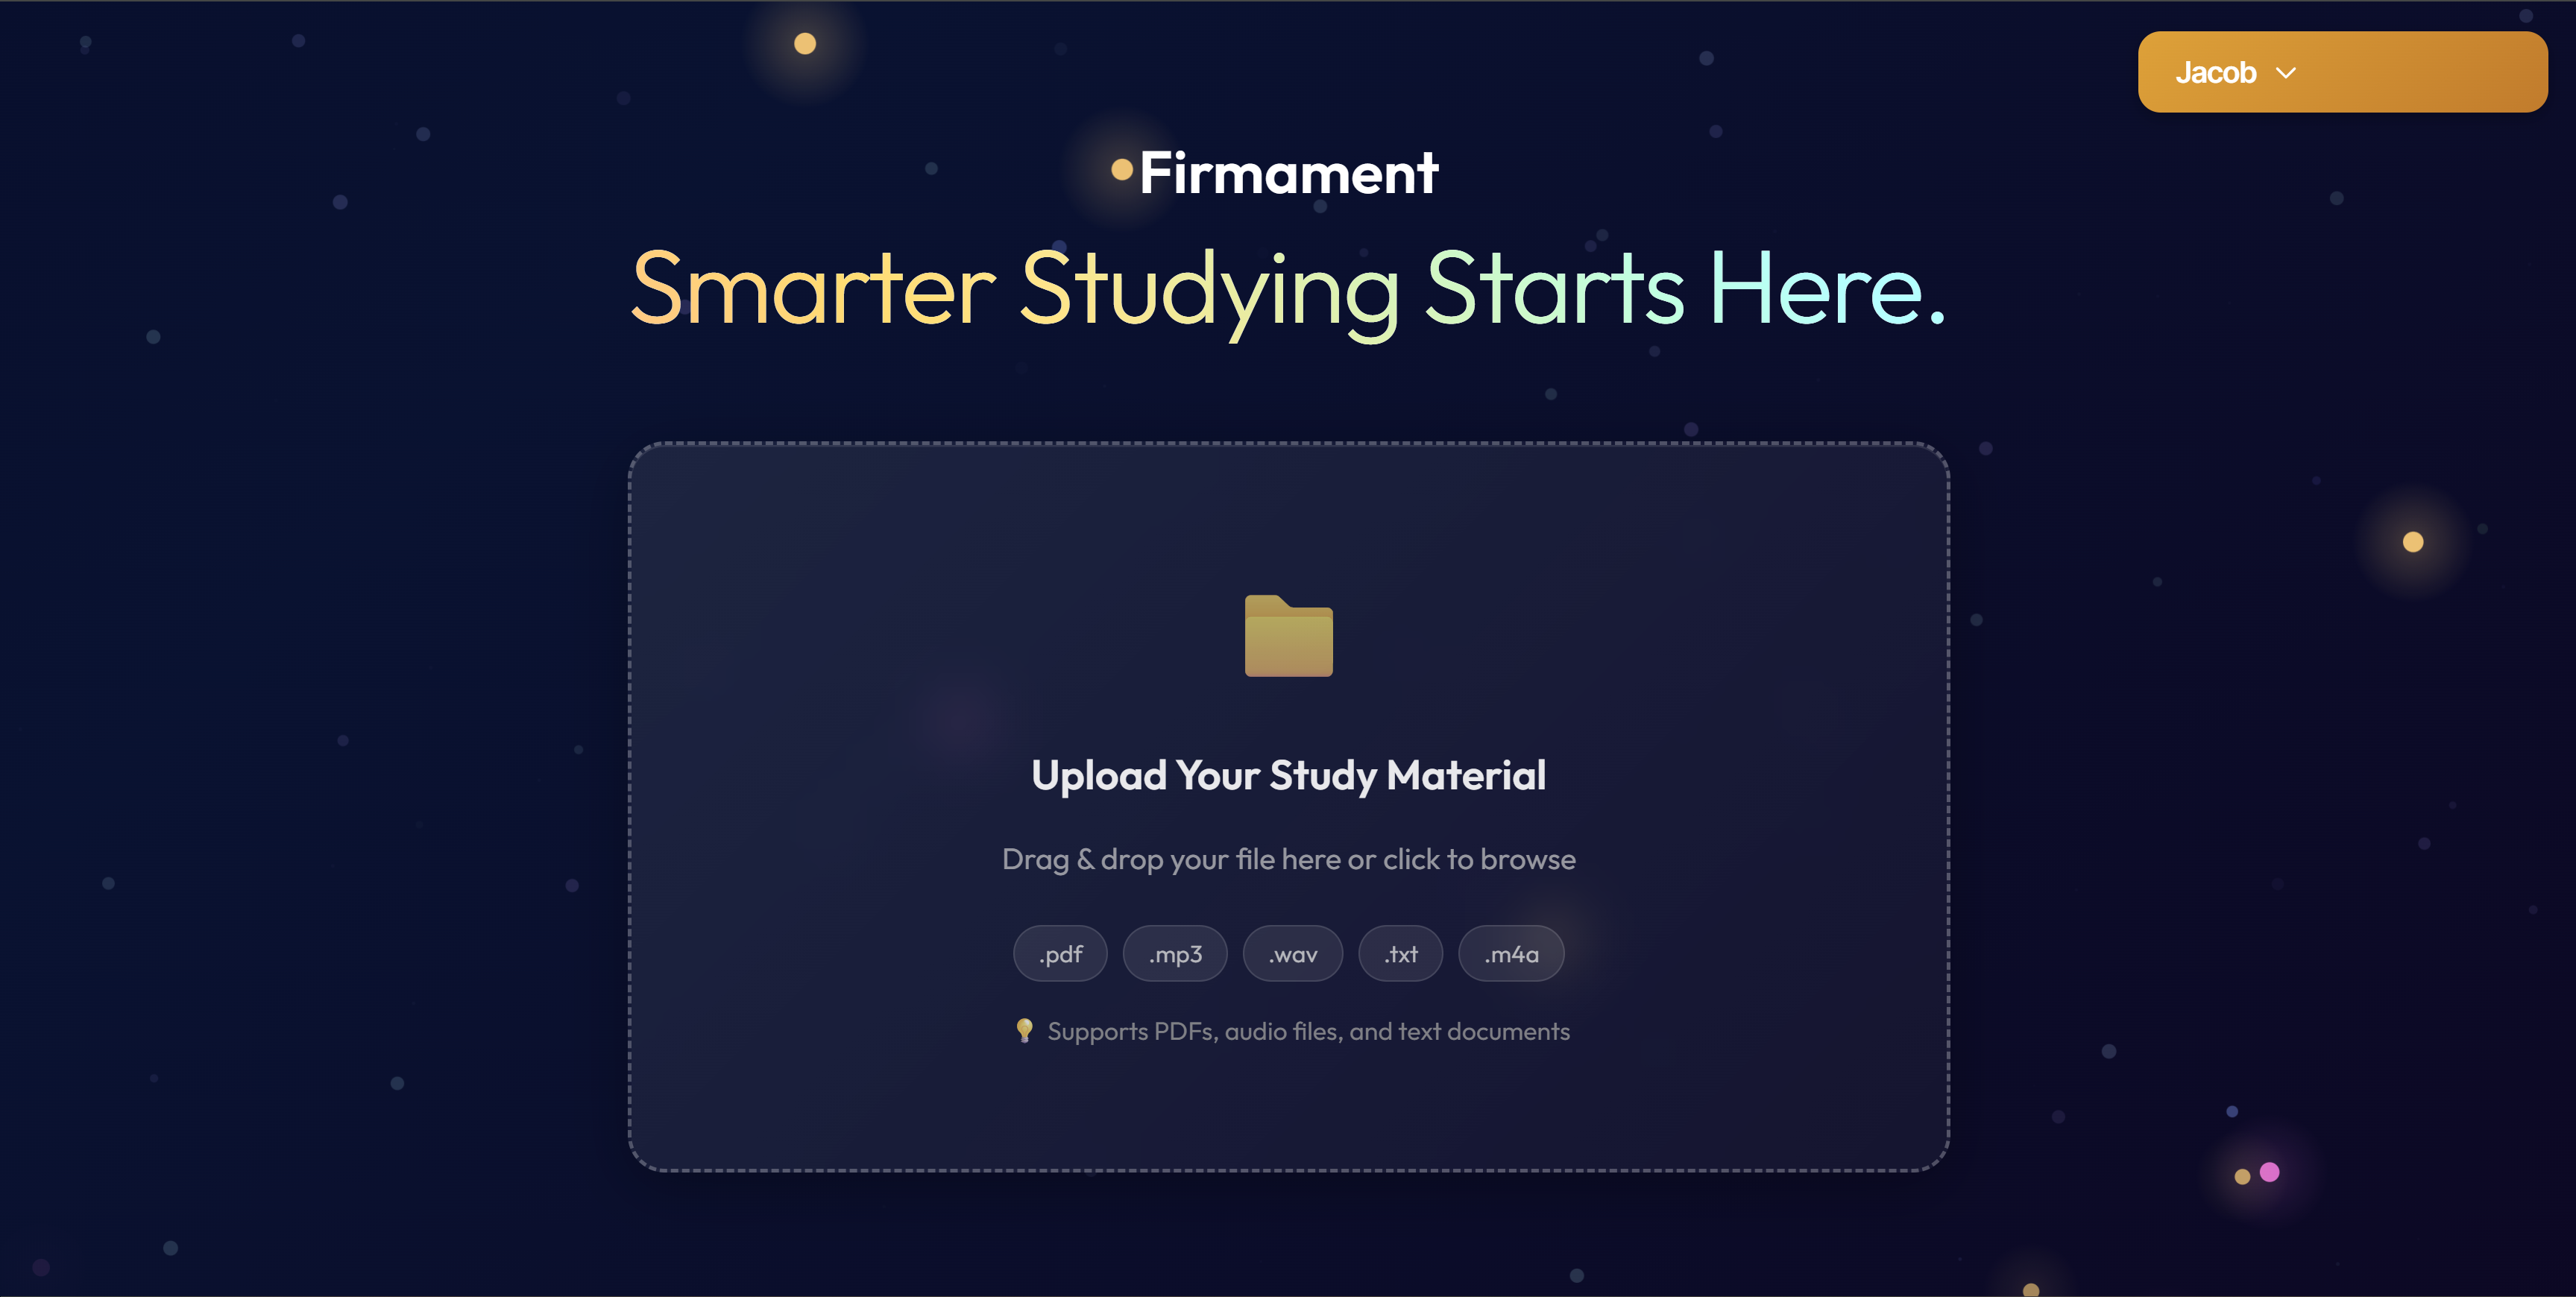 Jacob
Firmament
Smarter Studying Starts Here.
Upload Your Study Material
Drag & drop your file here or click to browse
.pdf .mp3 .wav .txt .m4a
Supports PDFs, audio files, and text documents